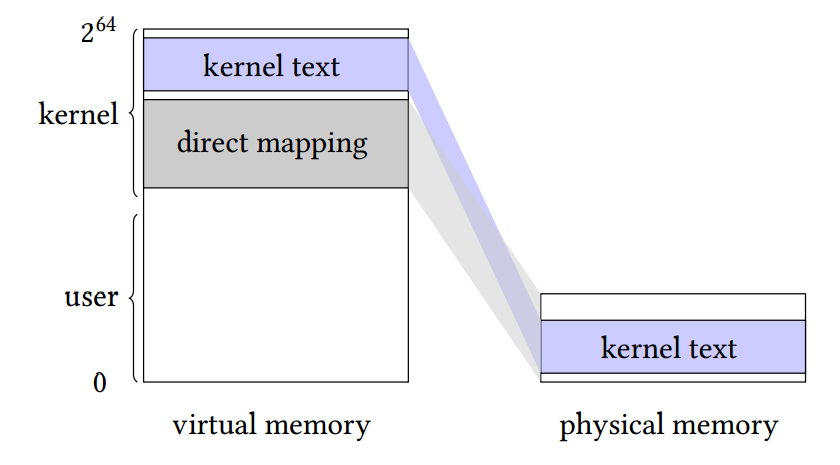 2^64
kernel text
kernel
direct mapping
user
kernel text
0
virtual memory
physical memory